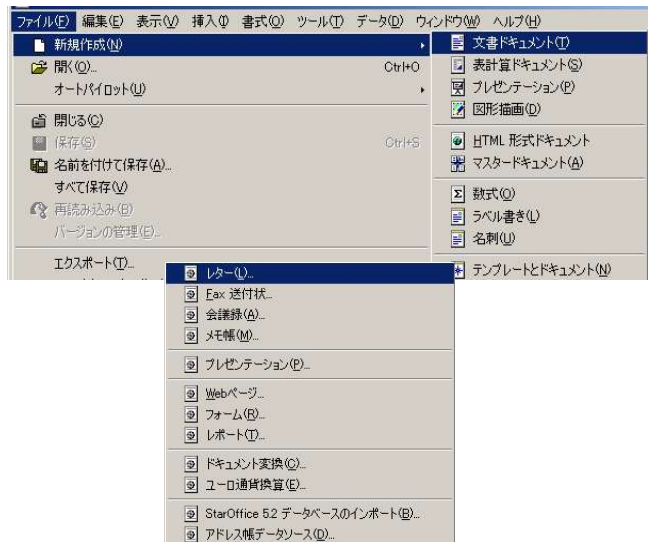 ファイル(F) 編集(E) 表示(V) 挿入(I) 書式(O) ツール(T) データ(D) ウィンドウ(W) ヘルプ(H)
新規作成(N)
開く(O)... Ctrl+O
オートパイロット(U)
閉じる(C)
保存(S) Ctrl+S
名前を付けて保存(A)...
すべて保存(V)
再読み込み(B)
バージョンの管理(E)...
エクスポート(T)...
文書ドキュメント(T)
表計算ドキュメント(S)
プレゼンテーション(P)
図形描画(D)
HTML 形式ドキュメント
マスタードキュメント(A)
数式(O)
ラベル書き(L)
名刺(U)
テンプレートとドキュメント(N)
レター(L)...
Fax 送付状...
会議録(A)...
メモ帳(M)...
プレゼンテーション(P)...
Webページ...
フォーム(R)...
レポート(T)...
ドキュメント変換(C)...
ユーロ通貨換算(E)...
StarOffice 5.2 データベースのインポート(B)...
アドレス帳データソース(D)...